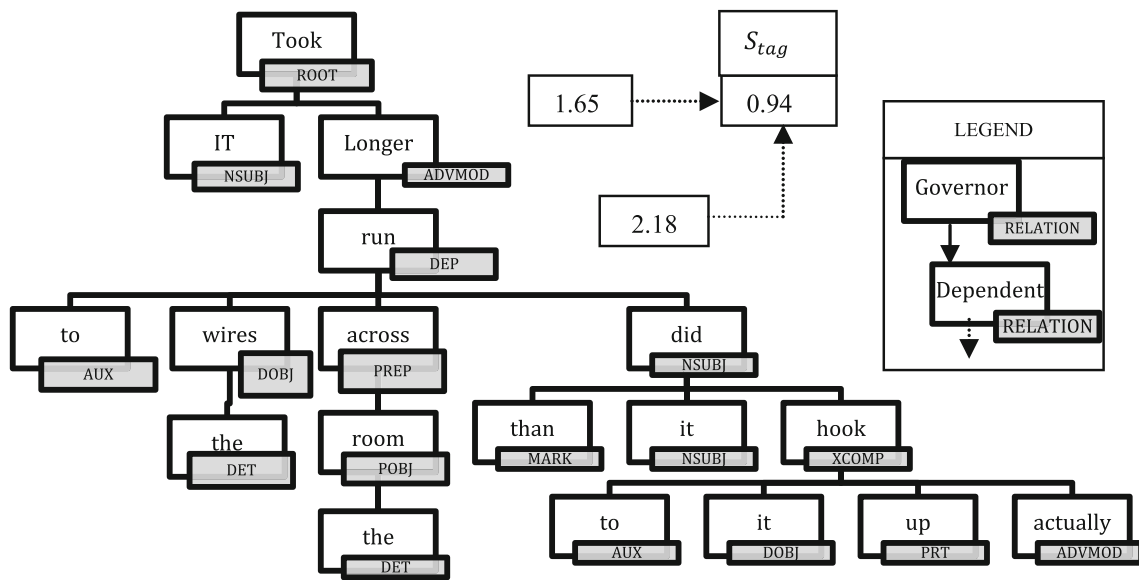 Took
ROOT
S_tag
1.65
0.94
2.18
LEGEND
Governor
RELATION
Dependent
RELATION
IT
NSUBJ
Longer
ADVMOD
run
DEP
to
AUX
wires
DOBJ
across
PREP
did
NSUBJ
the
DET
room
POBJ
than
MARK
it
NSUBJ
hook
XCOMP
the
DET
to
AUX
it
DOBJ
up
PRT
actually
ADVMOD